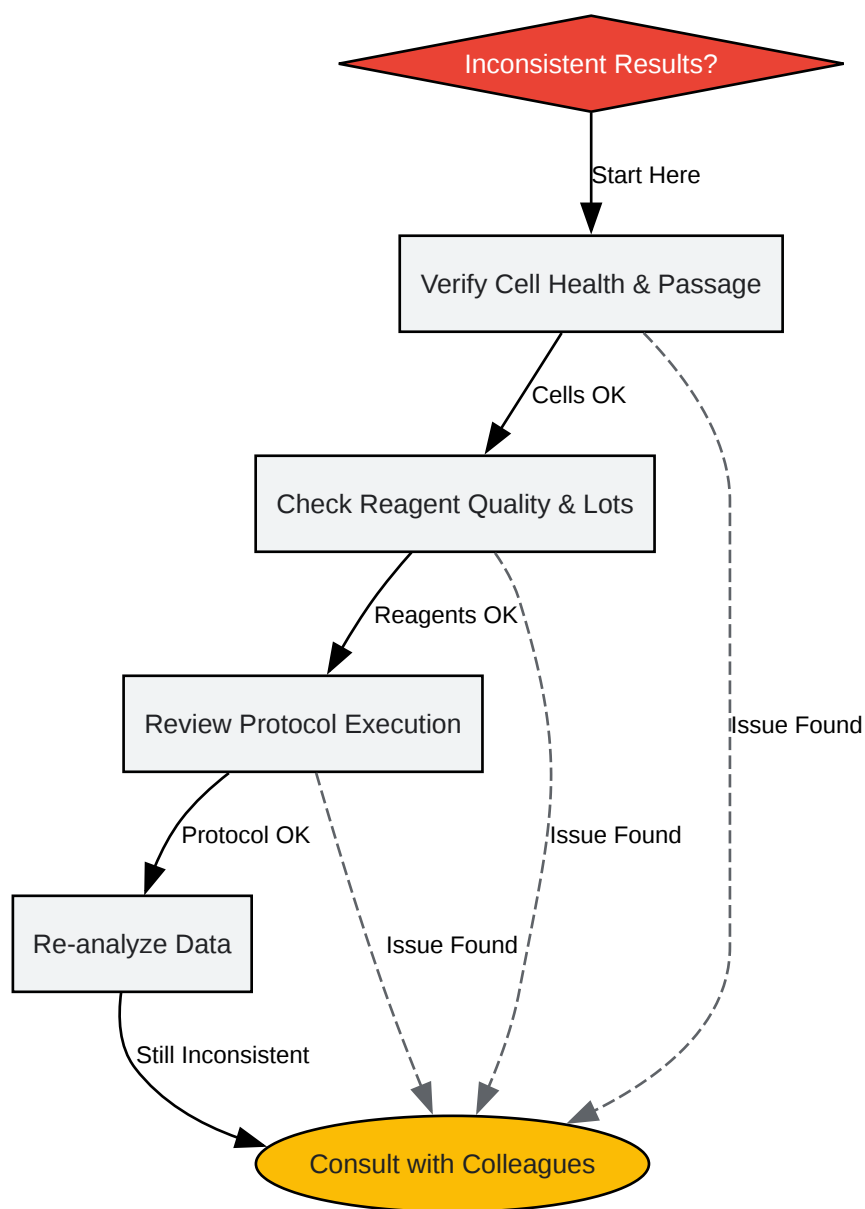 Inconsistent Results?
Start Here
Verify Cell Health & Passage
Cells OK
Check Reagent Quality & Lots
Reagents OK
Review Protocol Execution
Issue Found
Protocol OK
Issue Found
Re-analyze Data
Issue Found
Still Inconsistent
Consult with Colleagues